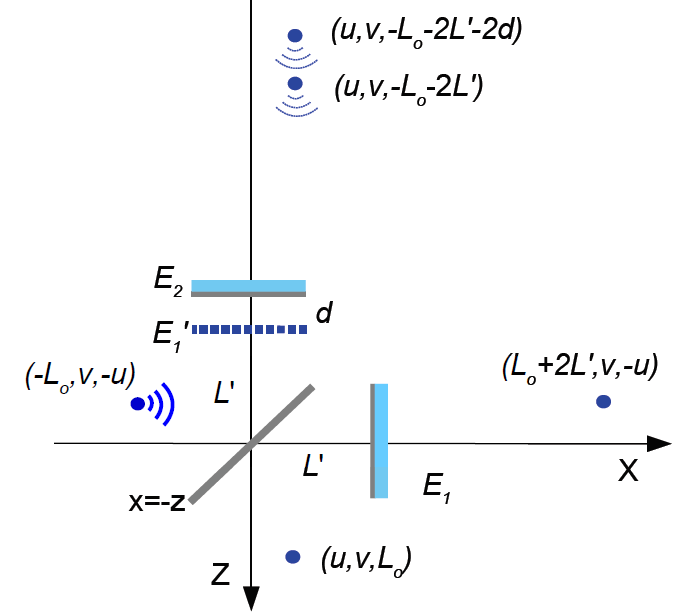 (u,v,-Lₒ-2L'-2d)
(u,v,-Lₒ-2L')
E₂
d
E₁'
(-Lₒ,v,-u)
L'
(Lₒ+2L',v,-u)
L'
X
E₁
x=-z
(u,v,Lₒ)
Z